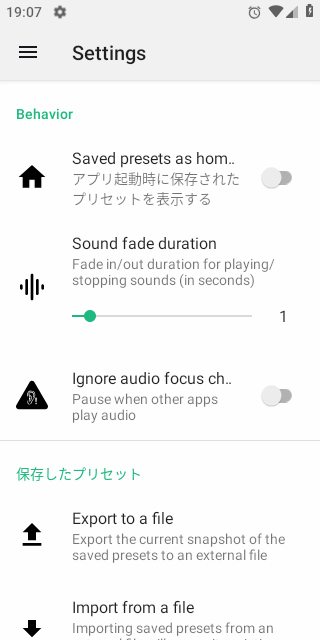 19:07
Settings
Behavior
Saved presets as hom..
アプリ起動時に保存された
プリセットを表示する
Sound fade duration
Fade in/out duration for playing/
stopping sounds (in seconds)
1
Ignore audio focus ch..
Pause when other apps
play audio
保存したプリセット
Export to a file
Export the current snapshot of the
saved presets to an external file
Import from a file
Importing saved presets from an